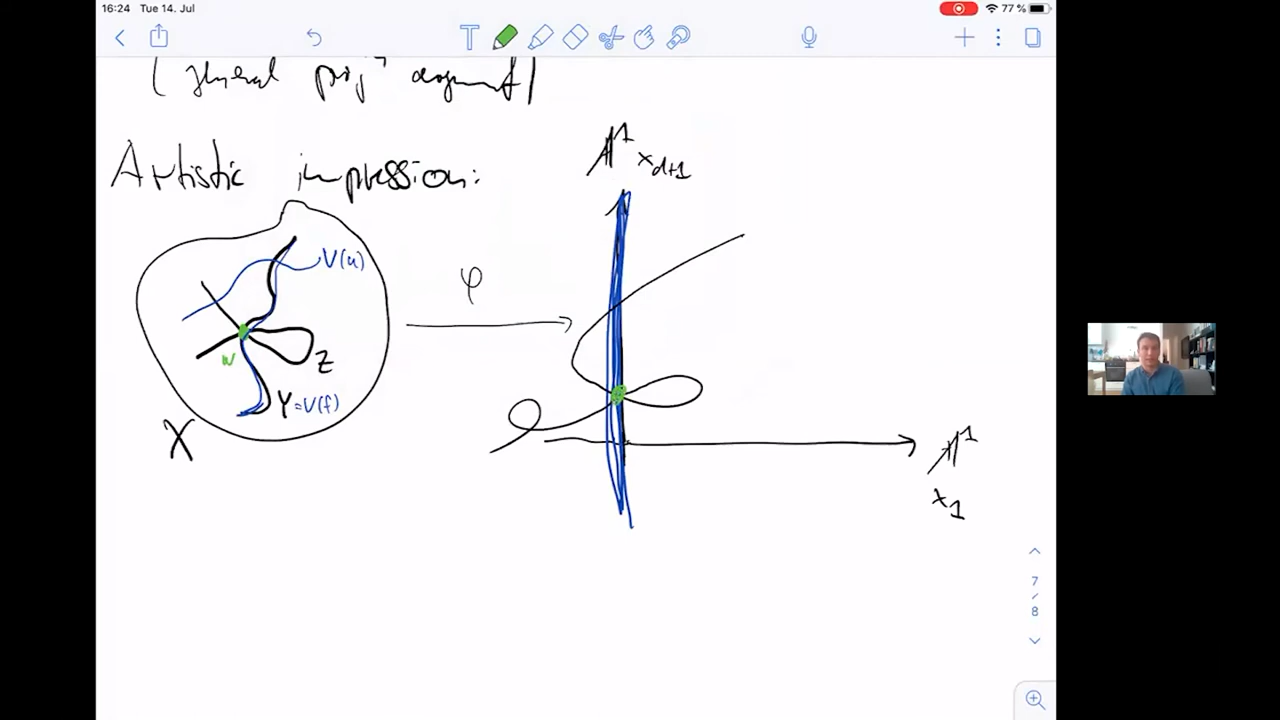 16:24 Tue 14. Jul
77 %
(general proj" argument)
Artistic impression:
𝔸¹ x_{d+1}
V(u)
φ
w
Z
Y=V(f)
X
𝔸¹
x₁
7
/
8